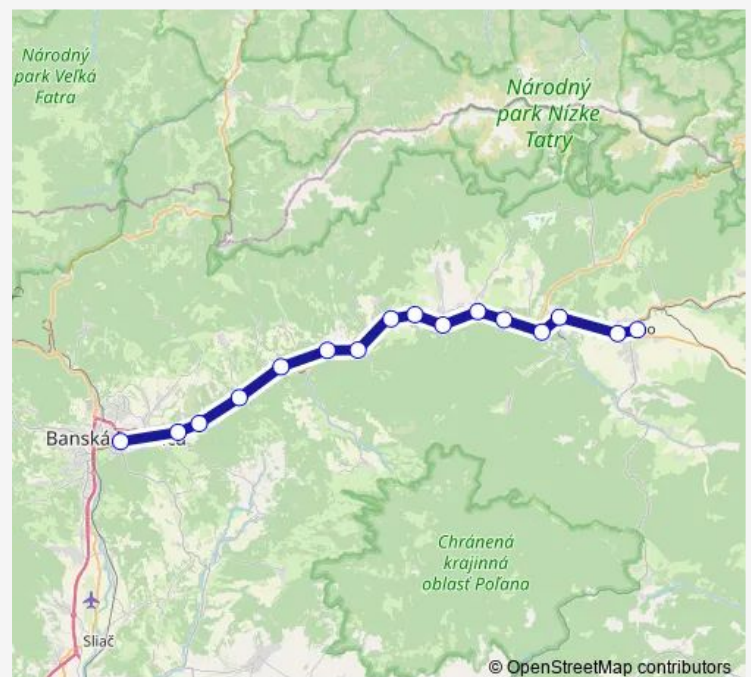 Národný
park Veľká
Fatra
Národný
park Nízke
Tatry
Banská
Chránená
krajinná
oblasť Poľana
Sliač
© OpenStreetMap contributors